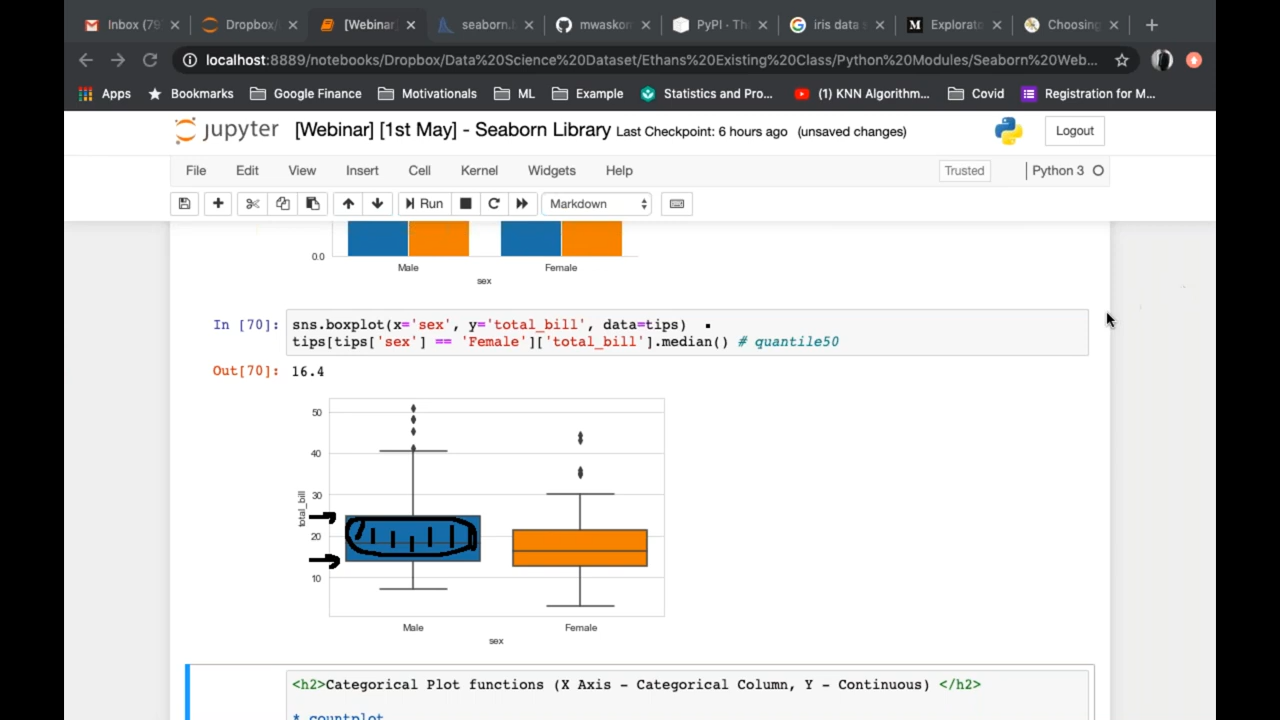 Inbox (79
Dropbox/
[Webinar
seaborn.b
mwaskom
PyPI · Th
iris data s
Explorato
Choosing
localhost:8889/notebooks/Dropbox/Data%20Science%20Dataset/Ethans%20Existing%20Class/Python%20Modules/Seaborn%20Web...
Apps
Bookmarks
Google Finance
Motivationals
ML
Example
Statistics and Pro...
(1) KNN Algorithm...
Covid
Registration for M...
jupyter [Webinar] [1st May] - Seaborn Library Last Checkpoint: 6 hours ago (unsaved changes)
Logout
File Edit View Insert Cell Kernel Widgets Help
Trusted
Python 3
Run
Markdown
0.0
Male Female
sex
In [70]: sns.boxplot(x='sex', y='total_bill', data=tips)
tips[tips['sex'] == 'Female']['total_bill'].median() # quantile50
Out[70]: 16.4
50
40
30
20
10
total_bill
Male Female
sex
<h2>Categorical Plot functions (X Axis - Categorical Column, Y - Continuous) </h2>
* countplot